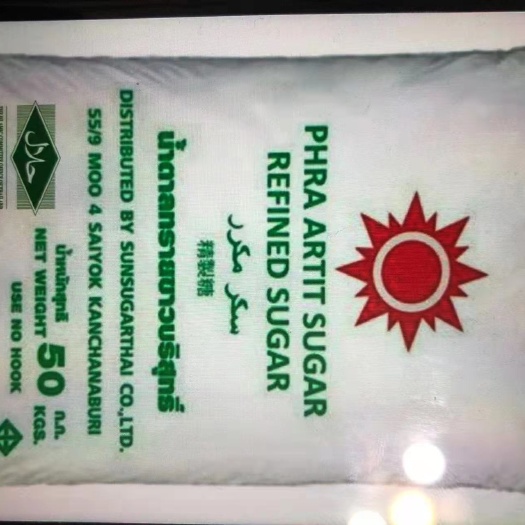 PHRA ARTIT SUGAR
REFINED SUGAR
سكر مكرر
精製糖
น้ำตาลทรายขาวบริสุทธิ์
DISTRIBUTED BY SUNSUGARTHAI CO.,LTD.
55/9 MOO 4 SAIYOK KANCHANABURI
حلال
น้ำหนักสุทธิ
NET WEIGHT 50 ก.ก. KGS.
USE NO HOOK